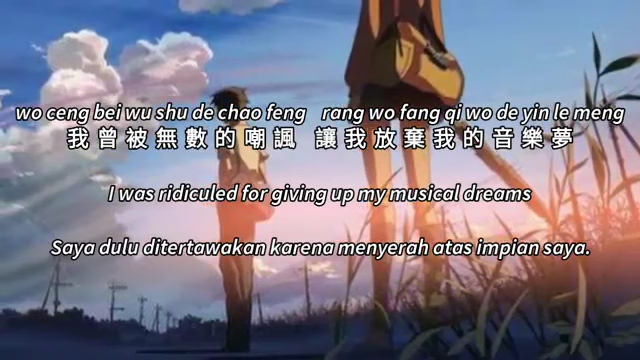 wo ceng bei wu shu de chao feng rang wo fang qi wo de yin le meng
我曾被無數的嘲諷 讓我放棄我的音樂夢
I was ridiculed for giving up my musical dreams
Saya dulu ditertawakan karena menyerah atas impian saya.